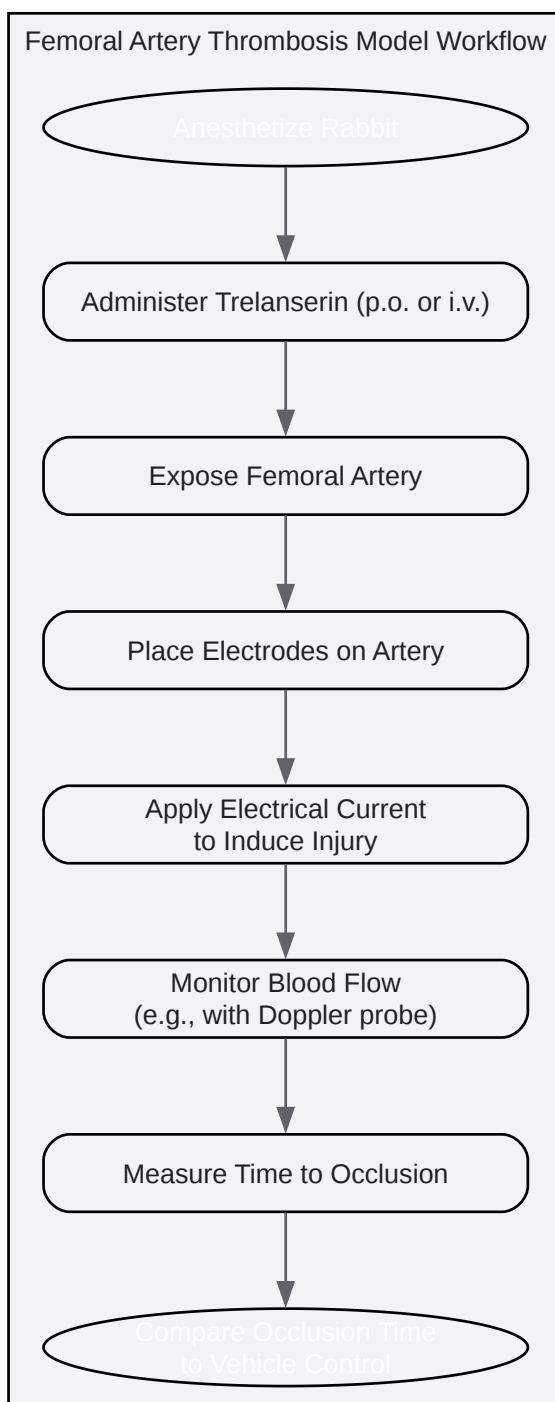 Femoral Artery Thrombosis Model Workflow
Anesthetize Rabbit
Administer Trelanserin (p.o. or i.v.)
Expose Femoral Artery
Place Electrodes on Artery
Apply Electrical Current
to Induce Injury
Monitor Blood Flow
(e.g., with Doppler probe)
Measure Time to Occlusion
Compare Occlusion Time
to Vehicle Control